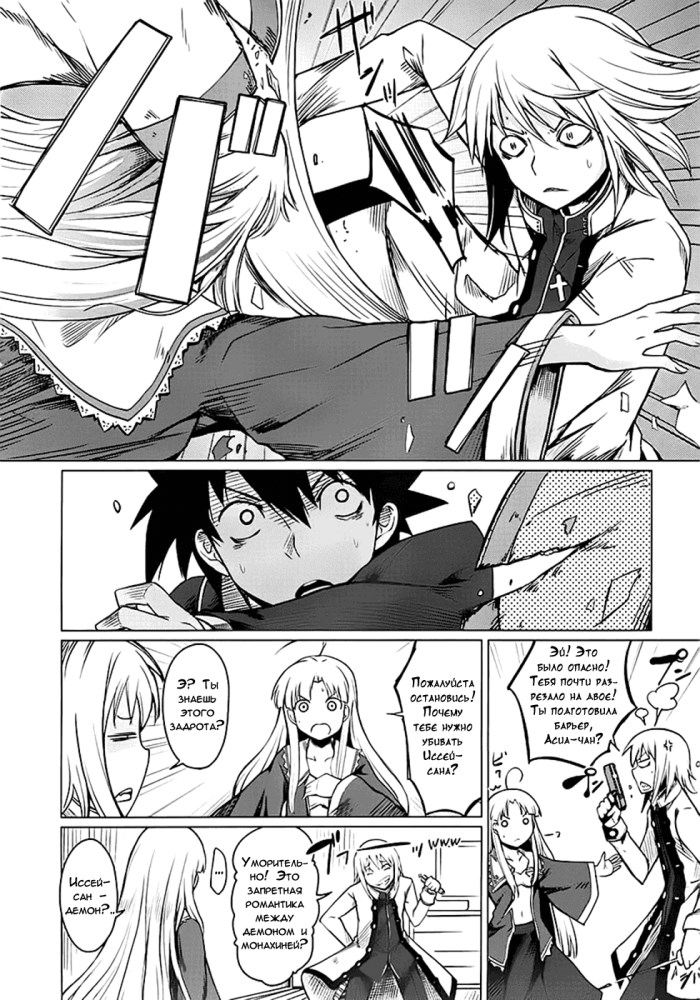 Эй! Это
было опасно!
Тебя почти раз-
резало на двое!
Ты подготовила
барьер,
Асиа-чан?
Пожалуйста
остановись!
Почему
тебе нужно
убивать
Иссей-
сана?
Э? Ты
знаешь
этого
задрота?
www
Уморитель-
но! Это
запретная
романтика
между
демоном и
монахиней?
...
Иссей-
сан –
демон?..